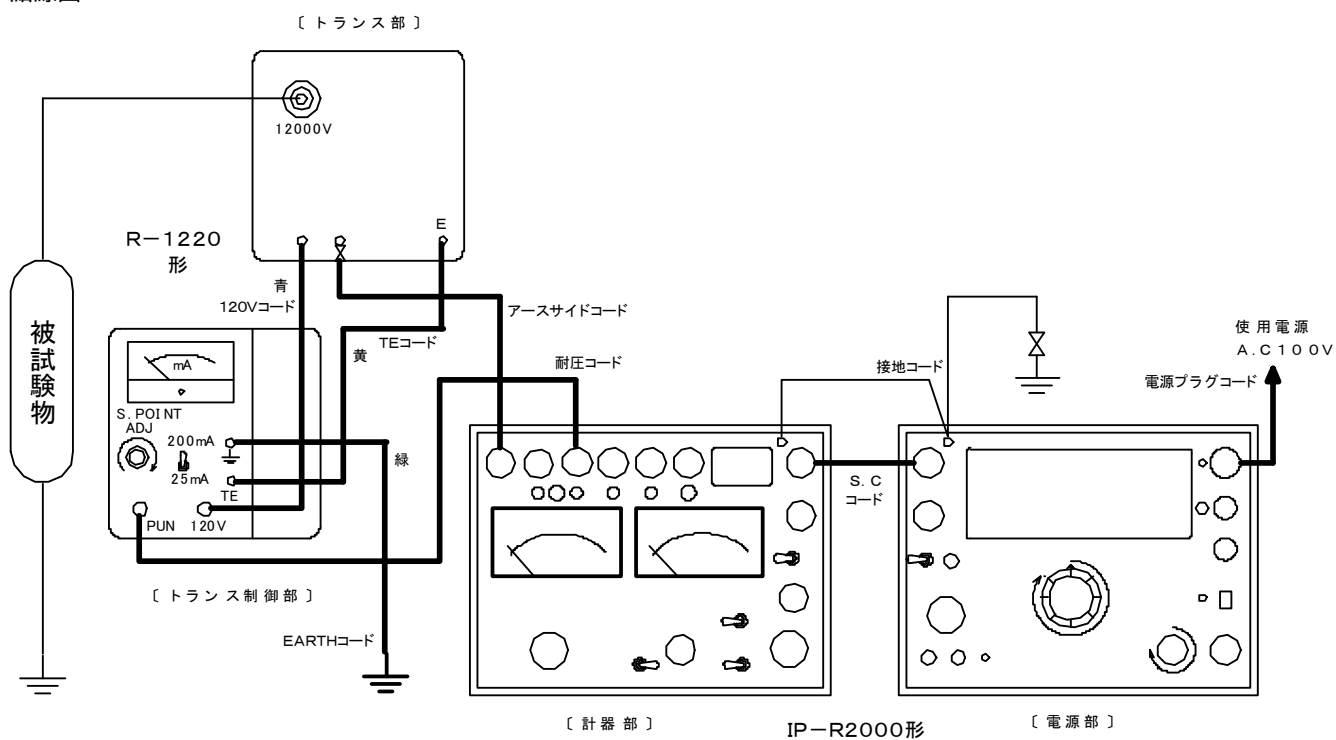 〔トランス部〕
12000V
E
R－1220
形
青
120Vコード
アースサイドコード
TEコード
黄
耐圧コード
接地コード
使用電源
A.C100V
電源プラグコード
被試験物
mA
S.POINT
ADJ
200mA
25mA
TE
PUN
120V
緑
S.C
コード
〔トランス制御部〕
EARTHコード
〔計器部〕
IP－R2000形
〔電源部〕